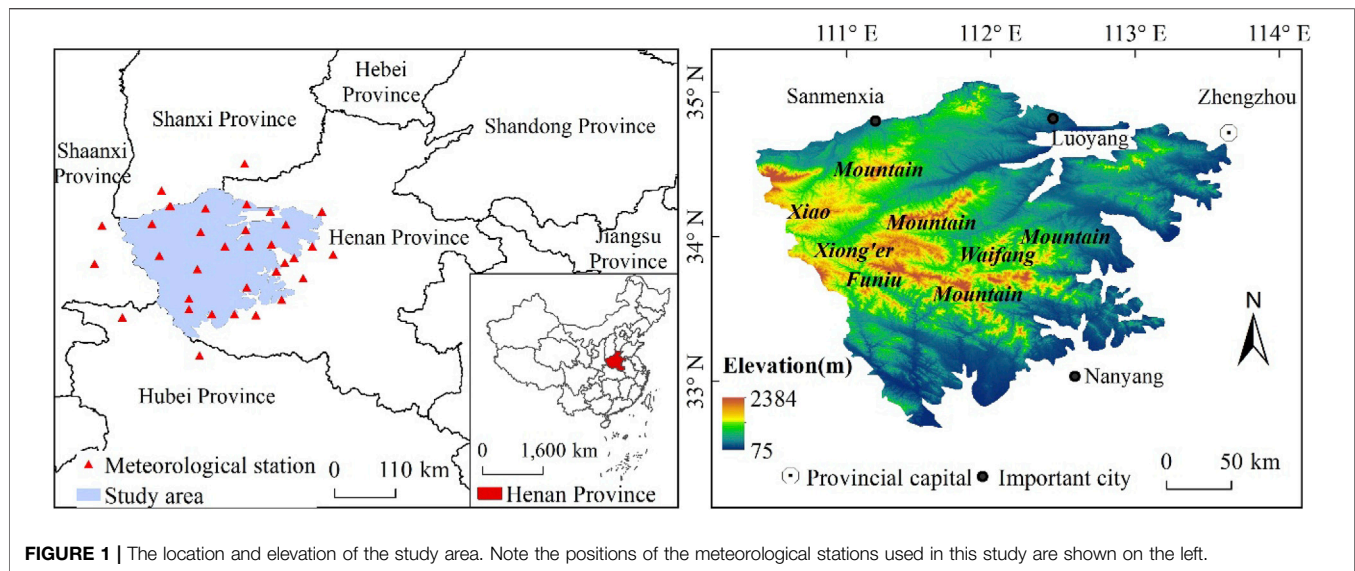 Hebei
Province
Shanxi Province
Shandong Province
Shaanxi
Province
Henan Province
Jiangsu
Province
Hubei Province
Meteorological station
Study area
0 110 km
0 1,600 km
Henan Province
111° E 112° E 113° E 114° E
35° N
34° N
33° N
Sanmenxia
Zhengzhou
Luoyang
Mountain
Xiao
Mountain
Mountain
Xiong'er
Waifang
Funiu
Mountain
N
Elevation(m)
2384
75
Nanyang
0 50 km
Provincial capital Important city
FIGURE 1 | The location and elevation of the study area. Note the positions of the meteorological stations used in this study are shown on the left.